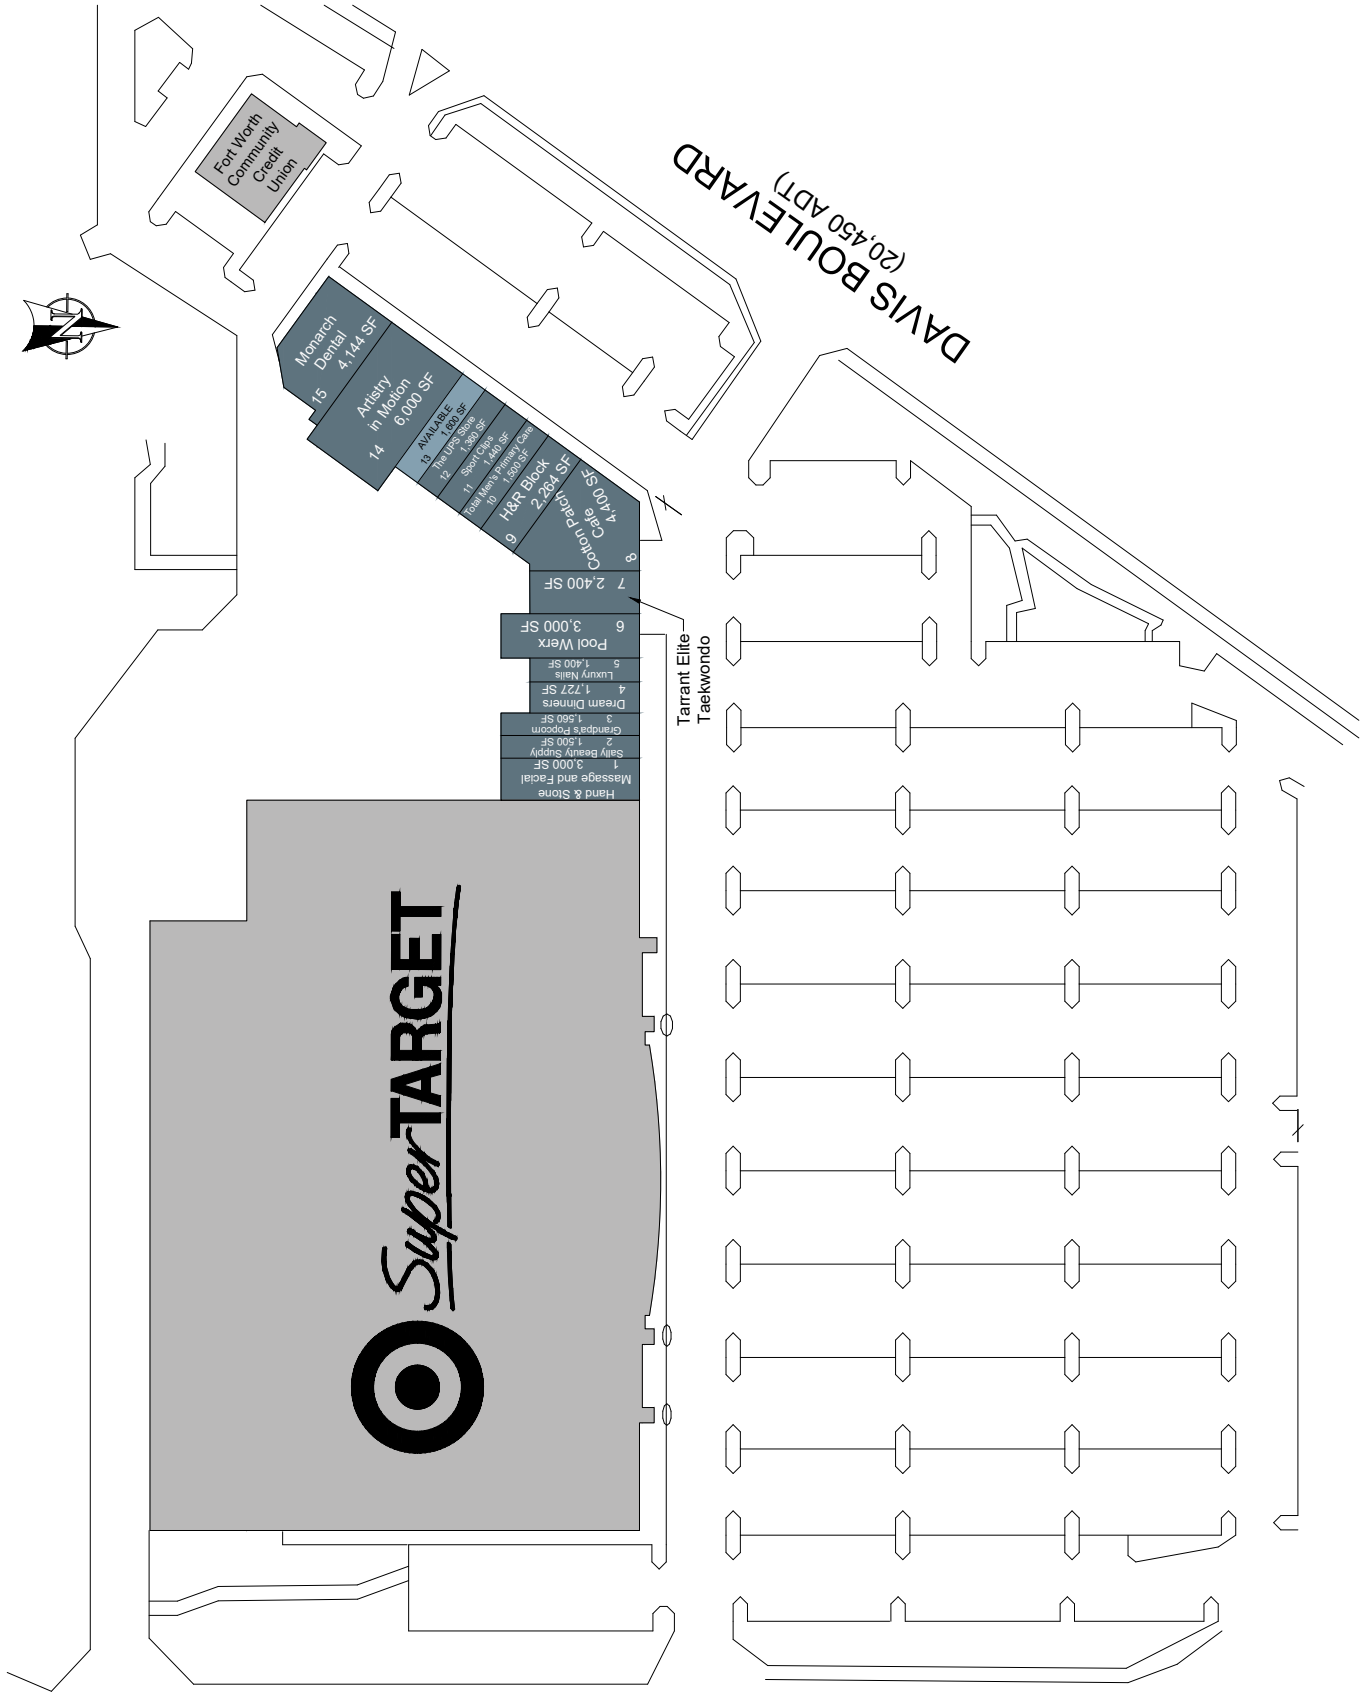 Fort Worth
Community
Credit
Union
DAVIS BOULEVARD
(20,450 ADT)
N
Monarch
Dental
15 4,144 SF
Artistry
in Motion
14 6,000 SF
AVAILABLE
13 1,600 SF
The UPS Store
12 1,360 SF
Sport Clips
11 1,440 SF
Total Men's Primary Care
10 1,500 SF
H&R Block
9 2,264 SF
Cotton Patch
Cafe
8 4,400 SF
7 2,400 SF
Tarrant Elite
Taekwondo
6 3,000 SF
Pool Werx
5 1,400 SF
Luxury Nails
4 1,727 SF
Dream Dinners
3 1,560 SF
Grandpa's Popcorn
2 1,500 SF
Sally Beauty Supply
1 3,000 SF
Massage and Facial
Hand & Stone
Super TARGET